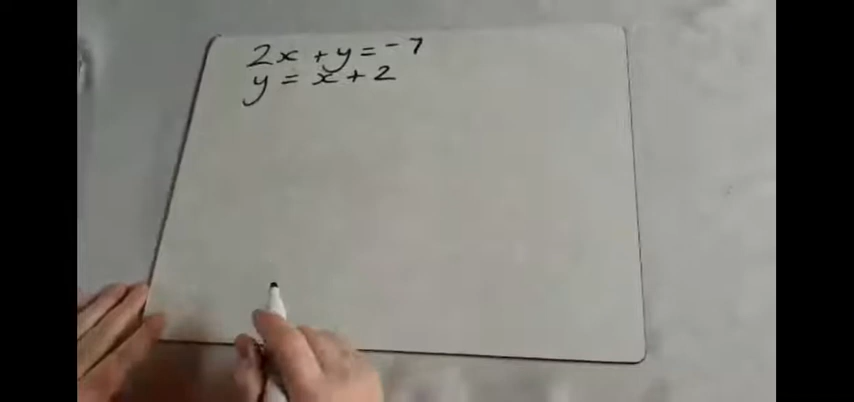 2x + y = -7
y = x + 2